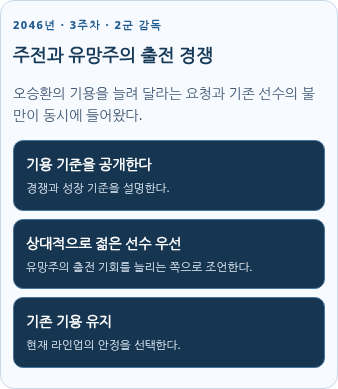 2046년 · 3주차 · 2군 감독
주전과 유망주의 출전 경쟁
오승환의 기용을 늘려 달라는 요청과 기존 선수의 불
만이 동시에 들어왔다.
기용 기준을 공개한다
경쟁과 성장 기준을 설명한다.
상대적으로 젊은 선수 우선
유망주의 출전 기회를 늘리는 쪽으로 조언한다.
기존 기용 유지
현재 라인업의 안정을 선택한다.